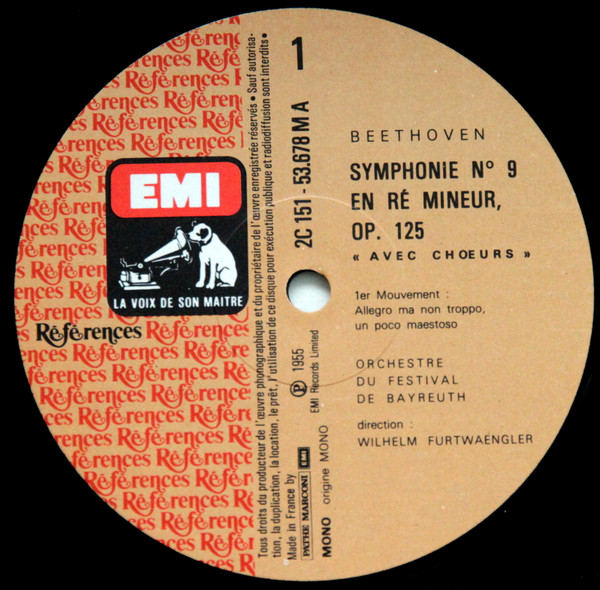 1
BEETHOVEN
SYMPHONIE Nº 9
EN RÉ MINEUR,
OP. 125
« AVEC CHŒURS »
1er Mouvement :
Allegro ma non troppo,
un poco maestoso
ORCHESTRE
DU FESTIVAL
DE BAYREUTH
direction :
WILHELM FURTWAENGLER
2C 151 - 53.678 M A
Ⓟ 1955
EMI Records Limited
MONO origine MONO
Tous droits du producteur de l'œuvre phonographique et du propriétaire de l'œuvre enregistrée réservés • Sauf autorisa-
tion, la duplication, la location, le prêt, l'utilisation de ce disque pour exécution publique et radiodiffusion sont interdits •
Made in France by
PATHE MARCONI EMI
EMI
LA VOIX DE SON MAITRE
Références